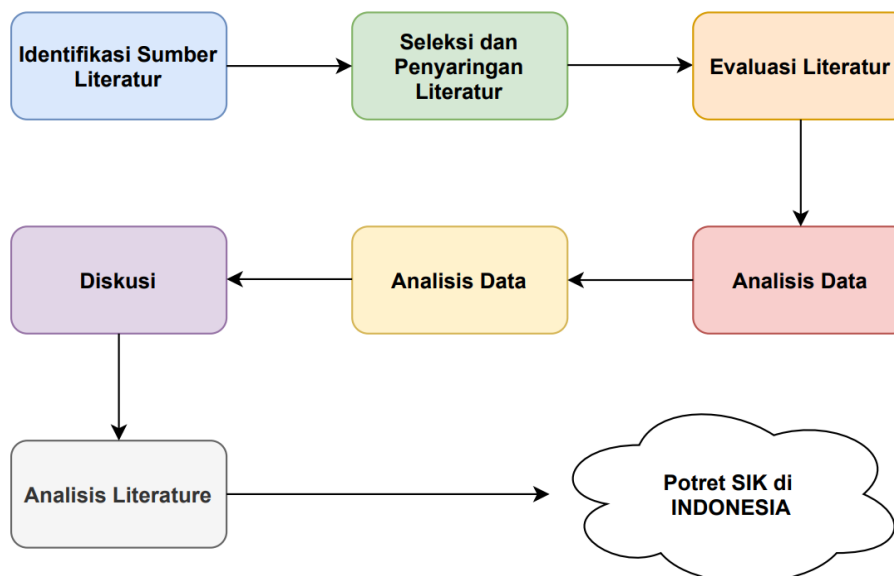 Identifikasi Sumber
Literatur
Seleksi dan
Penyaringan
Literatur
Evaluasi Literatur
Analisis Data
Analisis Data
Diskusi
Analisis Literature
Potret SIK di
INDONESIA